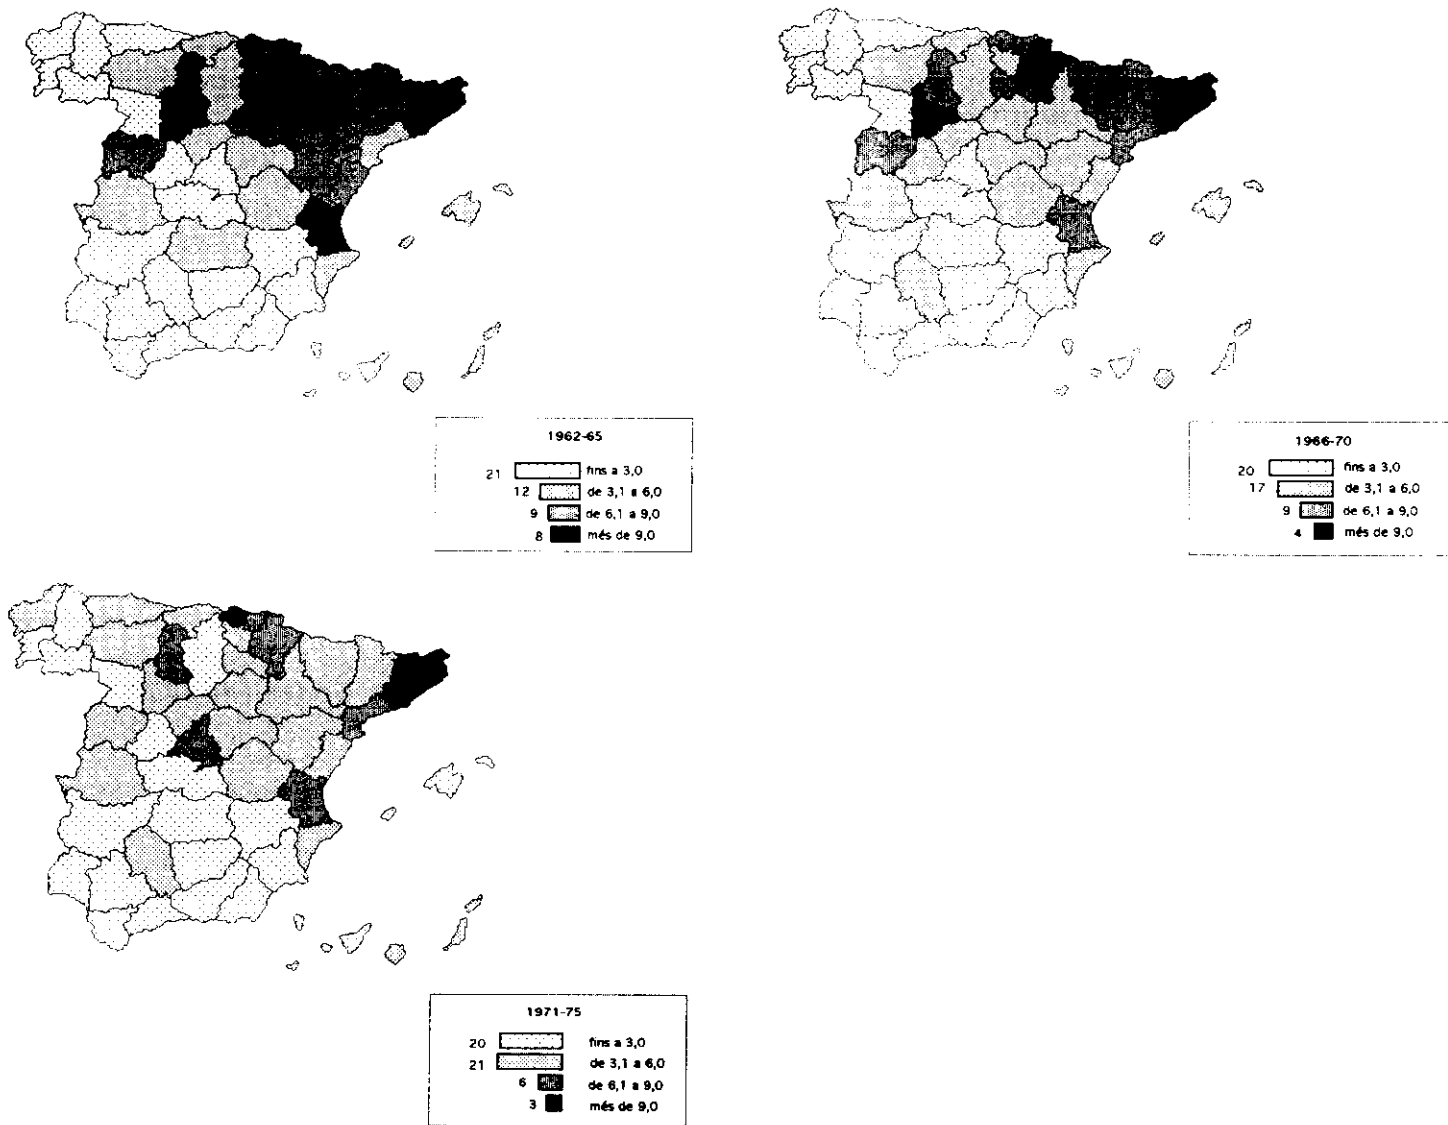 1962-65
21 fins a 3,0
12 de 3,1 a 6,0
9 de 6,1 a 9,0
8 més de 9,0
1966-70
20 fins a 3,0
17 de 3,1 a 6,0
9 de 6,1 a 9,0
4 més de 9,0
1971-75
20 fins a 3,0
21 de 3,1 a 6,0
6 de 6,1 a 9,0
3 més de 9,0